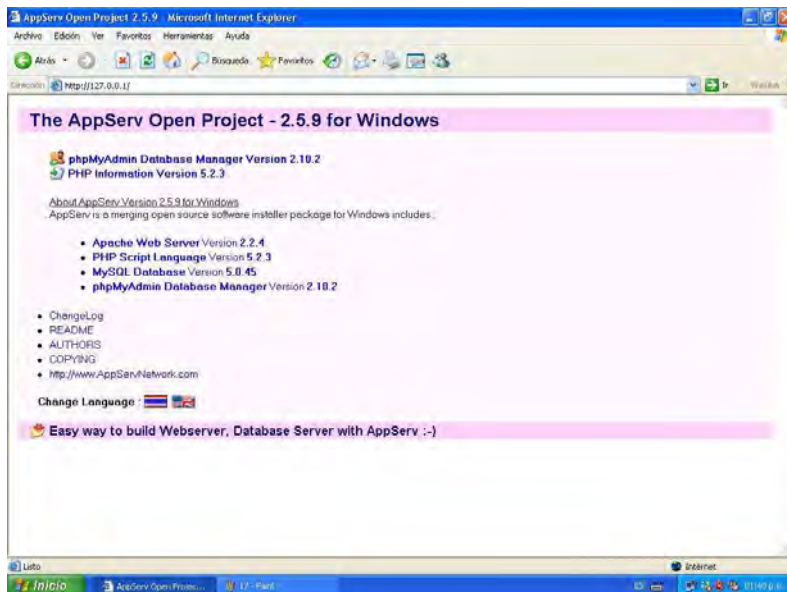 AppServ Open Project 2.5.9 - Microsoft Internet Explorer
Archivo Edición Ver Favoritos Herramientas Ayuda
Atrás Búsqueda Favoritos
Dirección http://127.0.0.1/ Ir
The AppServ Open Project - 2.5.9 for Windows
phpMyAdmin Database Manager Version 2.10.2
PHP Information Version 5.2.3
About AppServ Version 2.5.9 for Windows
AppServ is a merging open source software installer package for Windows includes :
• Apache Web Server Version 2.2.4
• PHP Script Language Version 5.2.3
• MySQL Database Version 5.0.45
• phpMyAdmin Database Manager Version 2.10.2
• ChangeLog
• README
• AUTHORS
• COPYING
• http://www.AppServNetwork.com
Change Language :
Easy way to build Webserver, Database Server with AppServ :-)
Listo Internet
Inicio AppServ Open Projec... 17 - Paint ES